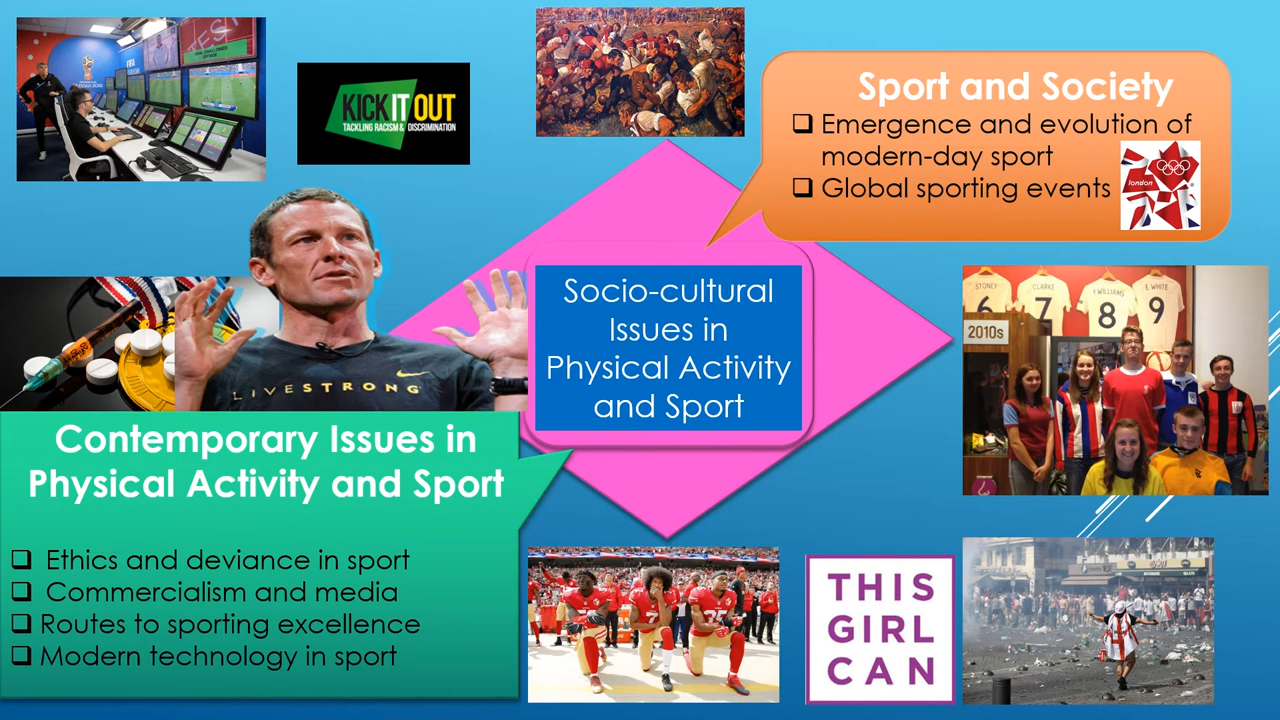 TEST
KICK IT OUT
TACKLING RACISM & DISCRIMINATION
Sport and Society
❑ Emergence and evolution of
modern-day sport
❑ Global sporting events
london
STONEY
CLARKE
F.WILLIAMS
E.WHITE
6
7
8
9
2010s
Socio-cultural
Issues in
Physical Activity
and Sport
LIVESTRONG
Contemporary Issues in
Physical Activity and Sport
❑ Ethics and deviance in sport
❑ Commercialism and media
❑ Routes to sporting excellence
❑ Modern technology in sport
THIS
GIRL
CAN